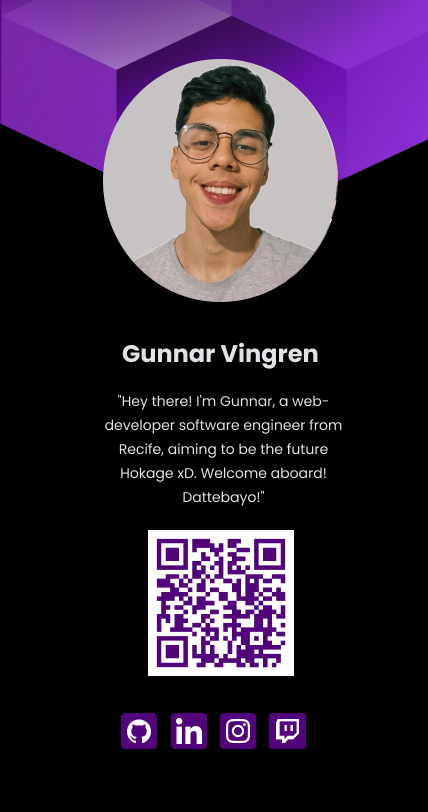 Gunnar Vingren
"Hey there! I'm Gunnar, a web-
developer software engineer from
Recife, aiming to be the future
Hokage xD. Welcome aboard!
Dattebayo!"
in